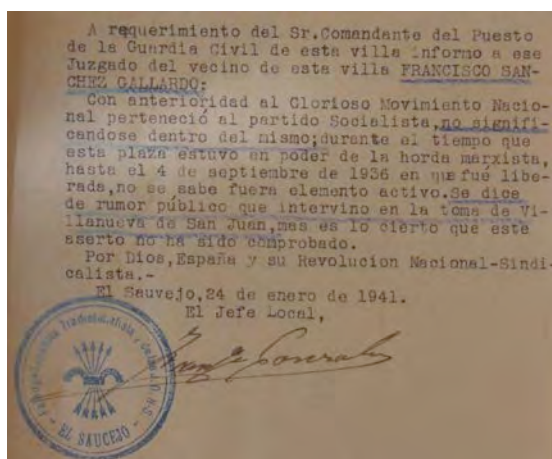 A requerimiento del Sr.Comandante del Puesto
de la Guardia Civil de esta villa informo a ese
Juzgado del vecino de esta villa FRANCISCO SAN-
CHEZ GALLARDO:
Con anterioridad al Glorioso Movimiento Nacio-
nal perteneció al partido Socialista,no signifi-
candose dentro del mismo;durante el tiempo que
esta plaza estuvo en poder de la horda marxista,
hasta el 4 de septiembre de 1936 en que fué libe-
rada,no se sabe fuera elemento activo.Se dice
de rumor público que intervino en la toma de Vi-
llanueva de San Juan,mas es lo cierto que este
aserto no ha sido comprobado.
Por Dios,España y su Revolucion Nacional-Sindi-
calista.-
El Sauvejo,24 de enero de 1941.
El Jefe Local,
EL SAUCEJO